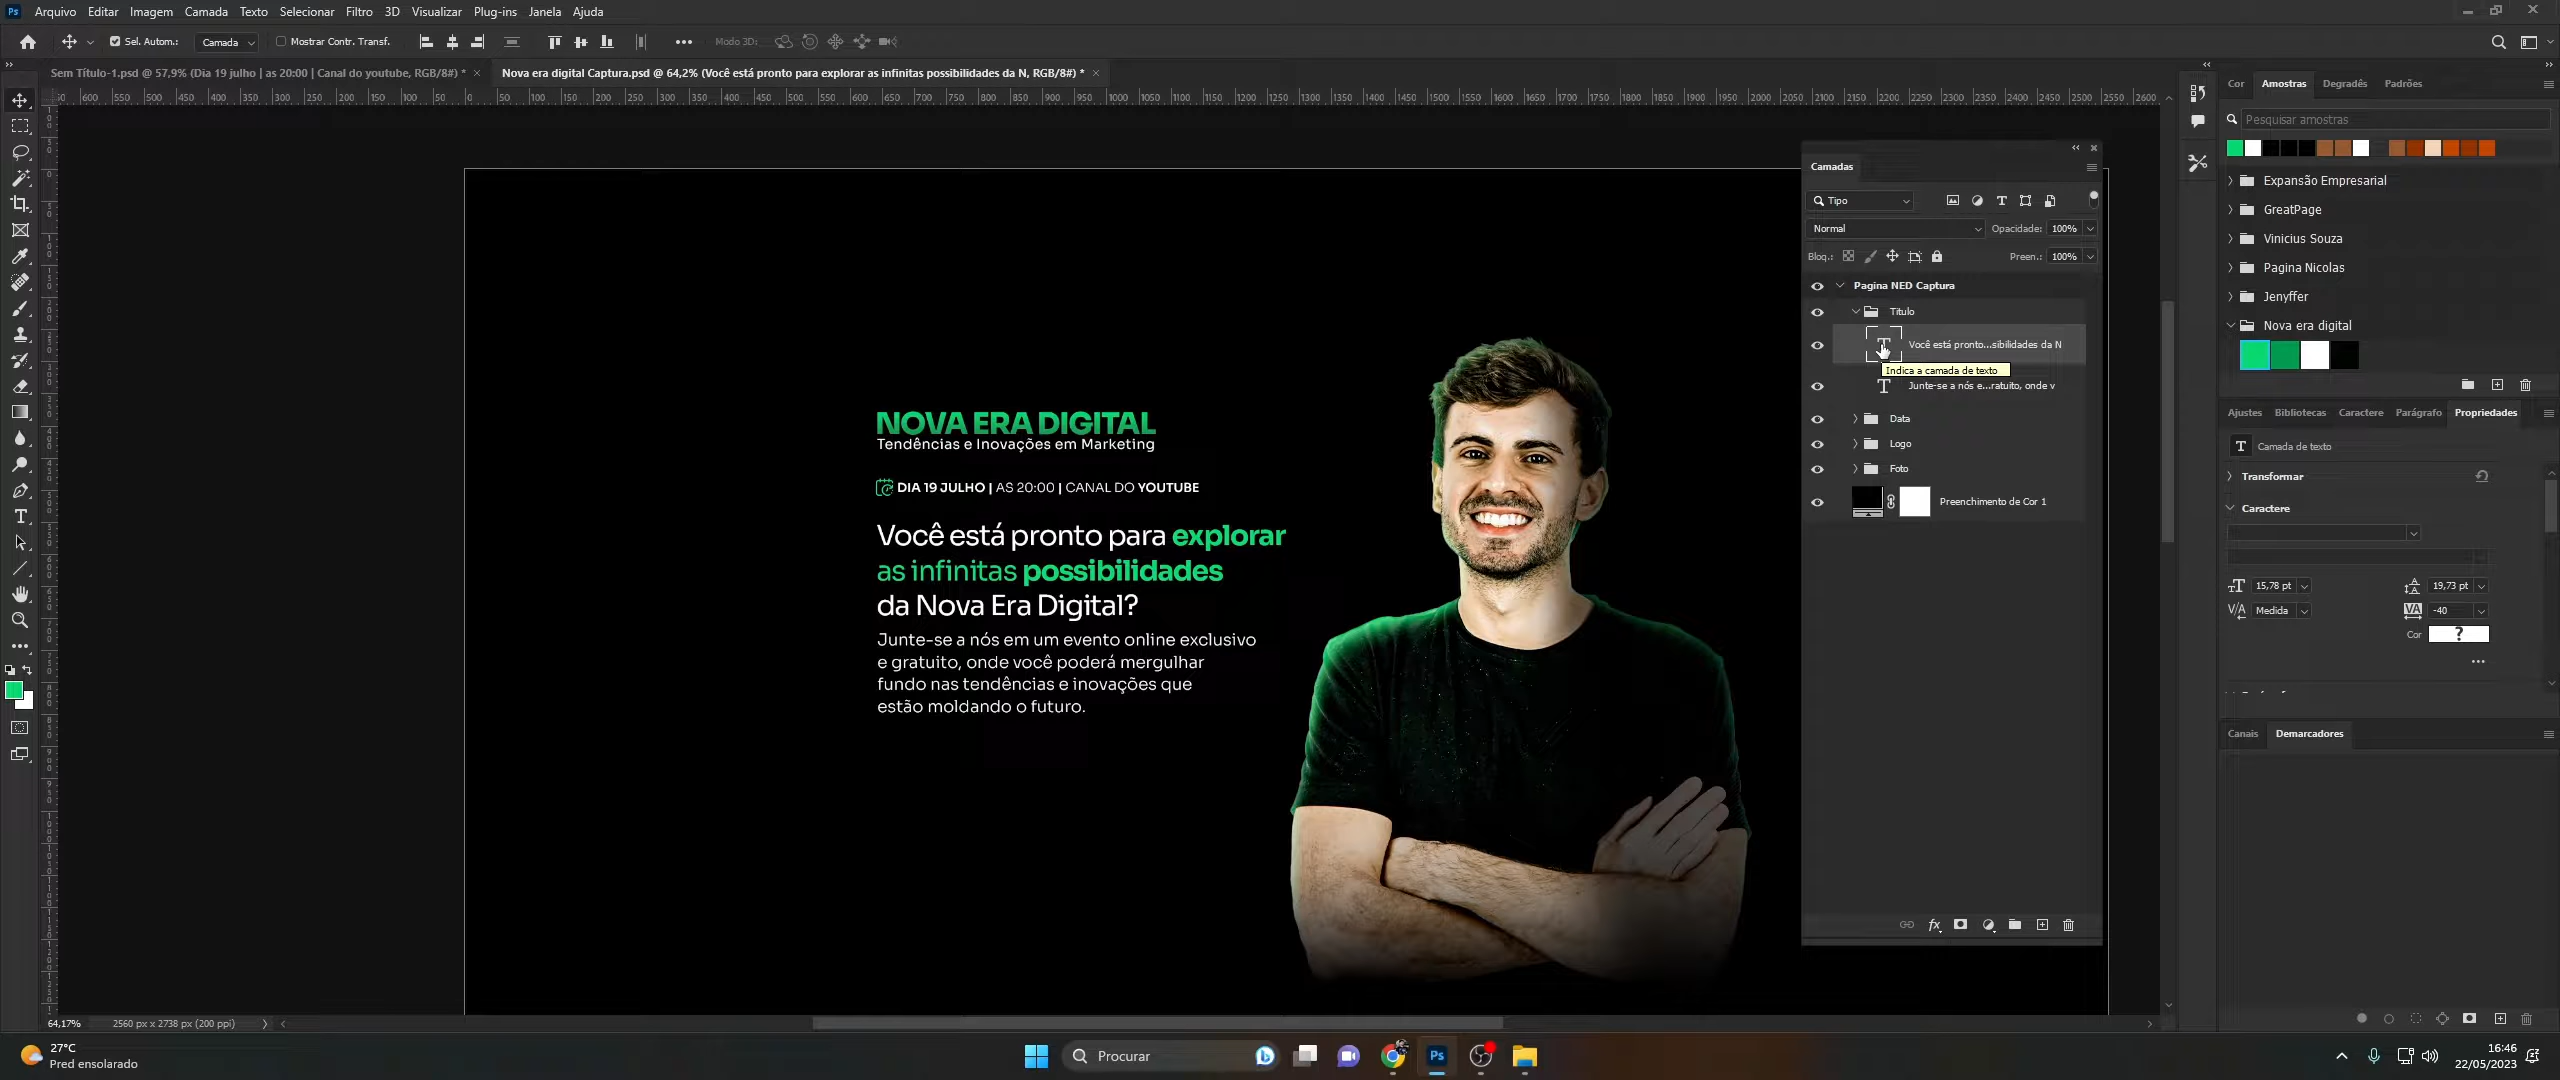 Ps Arquivo Editar Imagem Camada Texto Selecionar Filtro 3D Visualizar Plug-ins Janela Ajuda
Sel. Autom.: Camada Mostrar Contr. Transf. Modo 3D:
Sem Título-1.psd @ 57,9% (Dia 19 julho | as 20:00 | Canal do youtube, RGB/8#) *
Nova era digital Captura.psd @ 64,2% (Você está pronto para explorar as infinitas possibilidades da N, RGB/8#) *
NOVA ERA DIGITAL
Tendências e Inovações em Marketing
DIA 19 JULHO | AS 20:00 | CANAL DO YOUTUBE
Você está pronto para explorar
as infinitas possibilidades
da Nova Era Digital?
Junte-se a nós em um evento online exclusivo
e gratuito, onde você poderá mergulhar
fundo nas tendências e inovações que
estão moldando o futuro.
Camadas
Tipo
Normal Opacidade: 100%
Bloq.: Preen.: 100%
Pagina NED Captura
Titulo
Você está pronto...sibilidades da N
Indica a camada de texto
Junte-se a nós e...ratuito, onde v
Data
Logo
Foto
Preenchimento de Cor 1
Cor Amostras Degradês Padrões
Pesquisar amostras
Expansão Empresarial
GreatPage
Vinicius Souza
Pagina Nicolas
Jenyffer
Nova era digital
Ajustes Bibliotecas Caractere Parágrafo Propriedades
Camada de texto
Transformar
Caractere
15,78 pt 19,73 pt
Medida -40
Cor ?
Canais Demarcadores
64,17% 2560 px x 2738 px (200 ppi)
27°C
Pred ensolarado
Procurar
Ps
16:46
22/05/2023